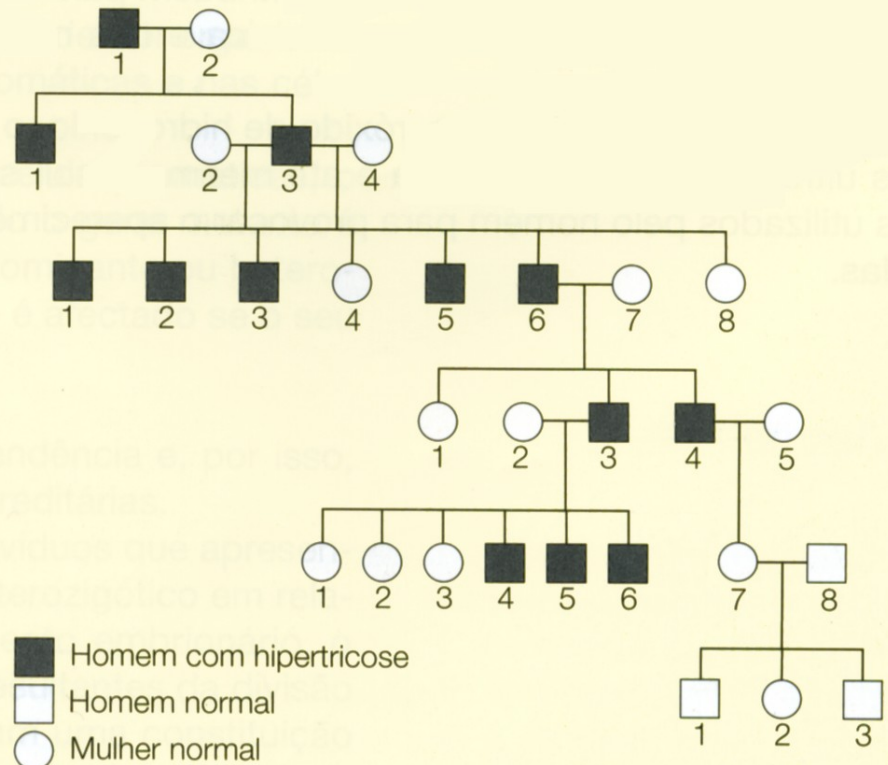 1 2
1 2 3 4
1 2 3 4 5 6 7 8
1 2 3 4 5
1 2 3 4 5 6 7 8
1 2 3
Homem com hipertricose
Homem normal
Mulher normal